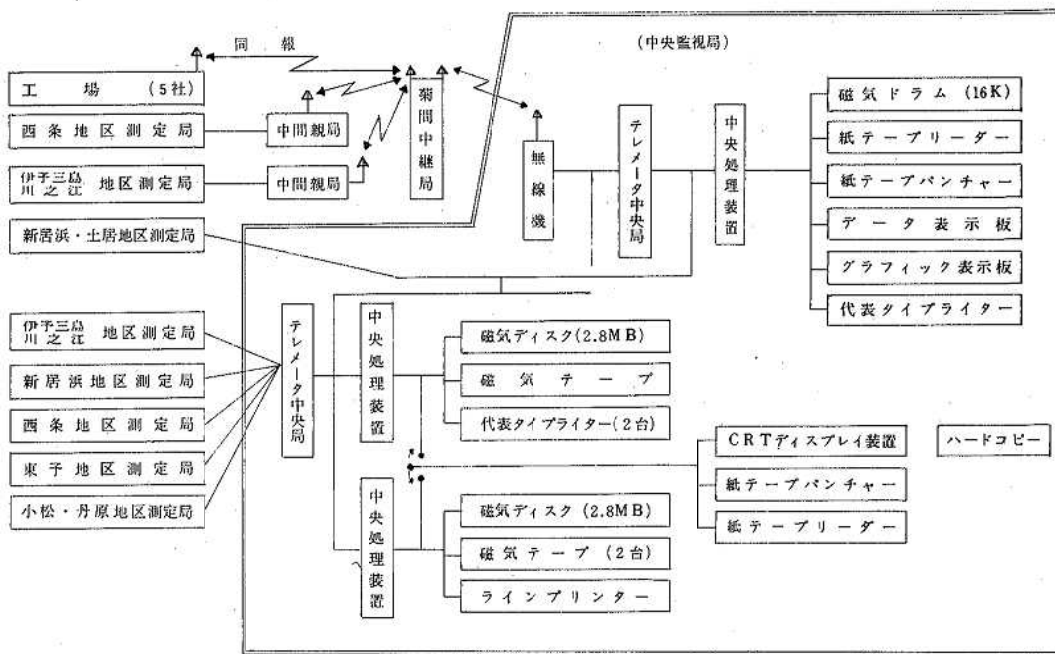 同報
(中央監視局)
工場 (5社)
西条地区測定局
伊予三島
川之江 地区測定局
新居浜・土居地区測定局
中間親局
中間親局
菊間中継局
無線機
テレメータ中央局
中央処理装置
磁気ドラム (16K)
紙テープリーダー
紙テープパンチャー
データ表示板
グラフィック表示板
代表タイプライター
伊予三島
川之江 地区測定局
新居浜地区測定局
西条地区測定局
東予地区測定局
小松・丹原地区測定局
テレメータ中央局
中央処理装置
磁気ディスク(2.8MB)
磁気テープ
代表タイプライター(2台)
中央処理装置
磁気ディスク (2.8MB)
磁気テープ (2台)
ラインプリンター
CRTディスプレイ装置
ハードコピー
紙テープパンチャー
紙テープリーダー